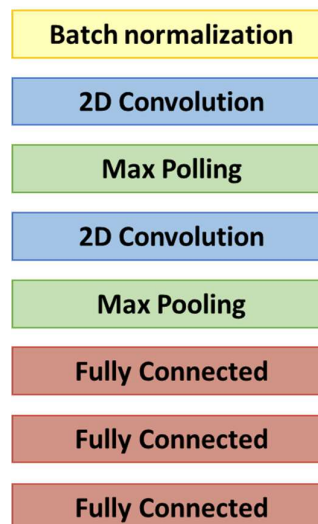 Batch normalization
2D Convolution
Max Polling
2D Convolution
Max Pooling
Fully Connected
Fully Connected
Fully Connected